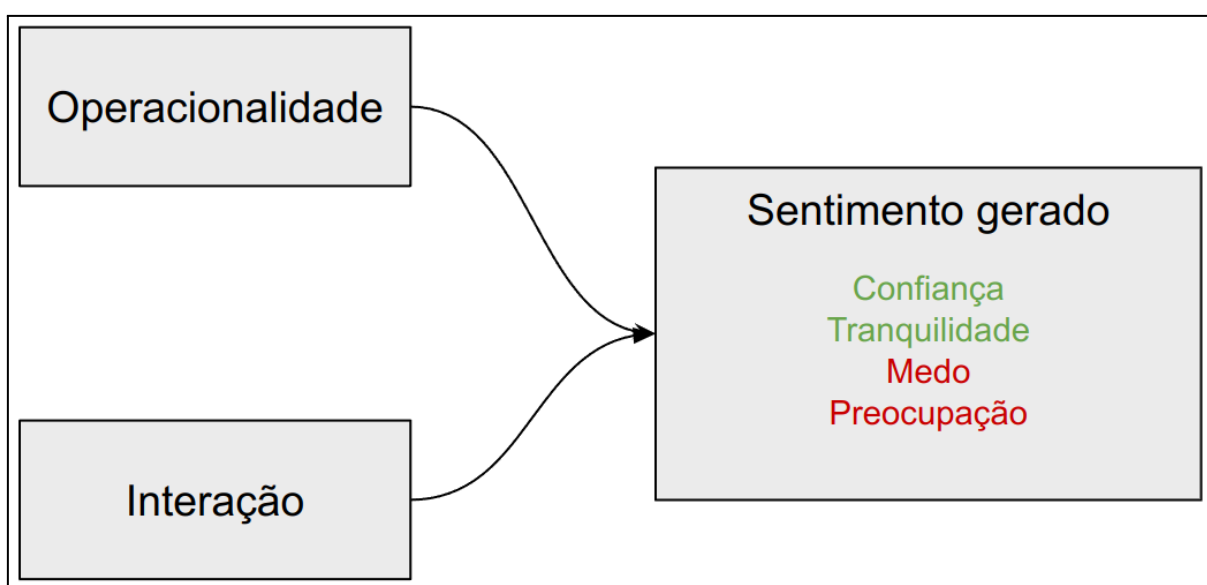 Operacionalidade
Sentimento gerado
Confiança
Tranquilidade
Medo
Preocupação
Interação